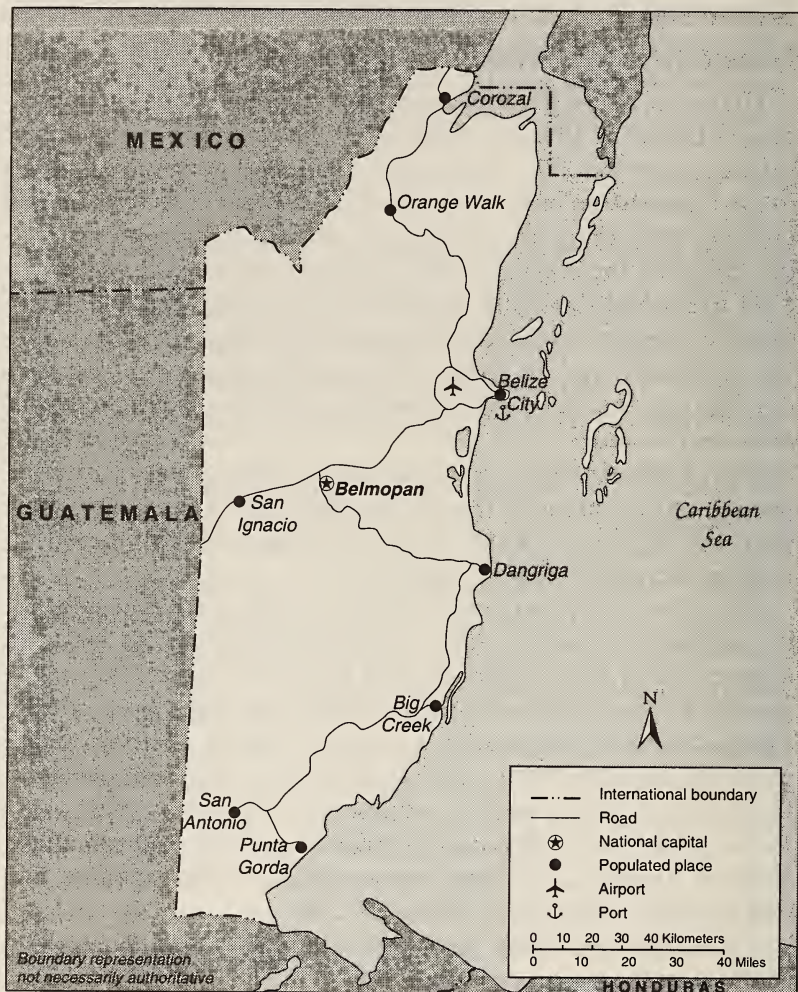 MEXICO
Corozal
Orange Walk
Belize
City
Belmopan
San
Ignacio
GUATEMALA
Caribbean
Sea
Dangriga
Big
Creek
San
Antonio
Punta
Gorda
N
International boundary
Road
National capital
Populated place
Airport
Port
0 10 20 30 40 Kilometers
0 10 20 30 40 Miles
Boundary representation
not necessarily authoritative
HONDURAS